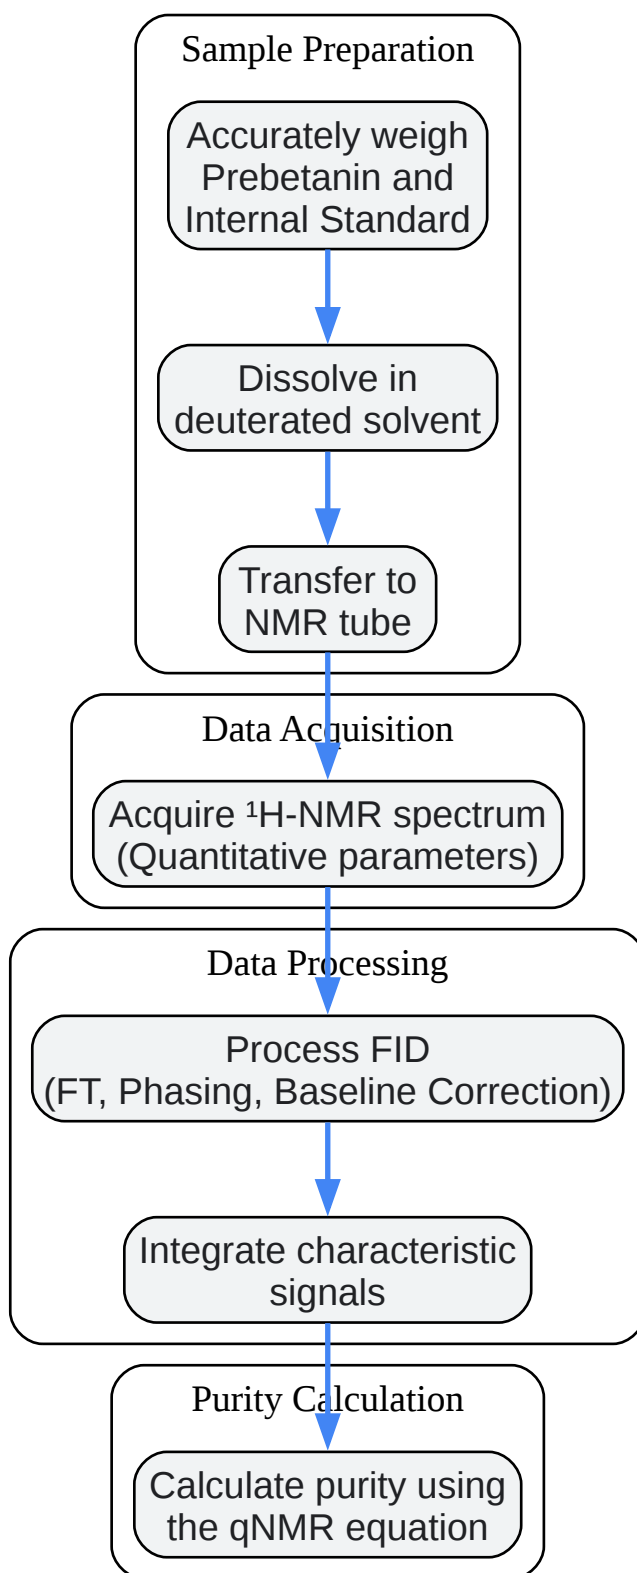 Sample Preparation
Accurately weigh
Prebetanin and
Internal Standard
Dissolve in
deuterated solvent
Transfer to
NMR tube
Data Acquisition
Acquire ¹H-NMR spectrum
(Quantitative parameters)
Data Processing
Process FID
(FT, Phasing, Baseline Correction)
Integrate characteristic
signals
Purity Calculation
Calculate purity using
the qNMR equation